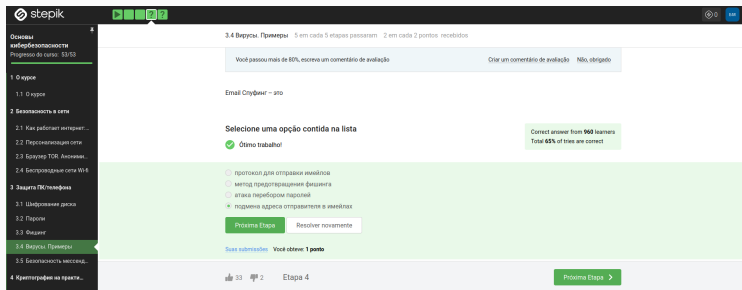 stepik
0
Основы
кибербезопасности
Progresso do curso: 53/53
1 О курсе
1.1 О курсе
2 Безопасность в сети
2.1 Как работает интернет:...
2.2 Персонализация сети
2.3 Браузер TOR. Анонимн...
2.4 Беспроводные сети Wi-fi
3 Защита ПК/телефона
3.1 Шифрование диска
3.2 Пароли
3.3 Фишинг
3.4 Вирусы. Примеры
3.5 Безопасность мессенд...
4 Криптография на практи...
3.4 Вирусы. Примеры 5 em cada 5 etapas passaram 2 em cada 2 pontos recebidos
Você passou mais de 80%, escreva um comentário de avaliação Criar um comentário de avaliação Não, obrigado
Email Спуфинг – это
Selecione uma opção contida na lista
Ótimo trabalho!
Correct answer from 960 learners
Total 65% of tries are correct
протокол для отправки имейлов
метод предотвращения фишинга
атака перебором паролей
подмена адреса отправителя в имейлах
Próxima Etapa Resolver novamente
Suas submissões Você obteve: 1 ponto
33 2 Etapa 4 Próxima Etapa